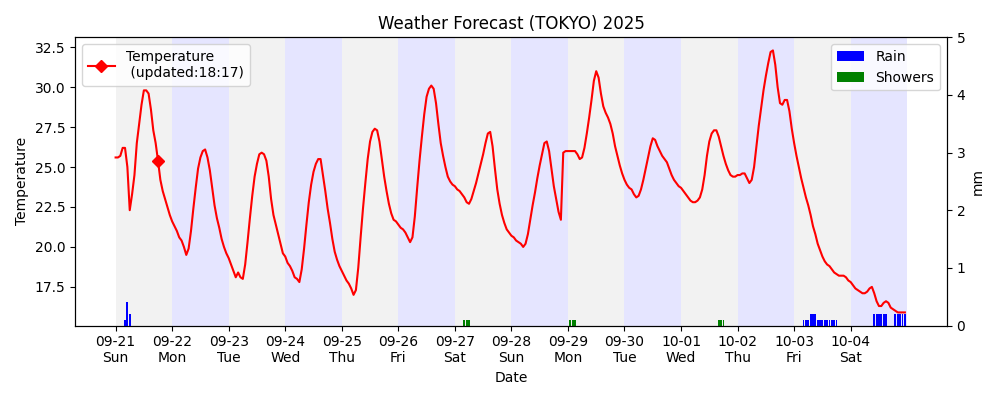 Weather Forecast (TOKYO) 2025
Temperature
(updated:18:17)
Rain
Showers
Temperature
32.5
30.0
27.5
25.0
22.5
20.0
17.5
5
4
3
2
1
0
mm
09-21 09-22 09-23 09-24 09-25 09-26 09-27 09-28 09-29 09-30 10-01 10-02 10-03 10-04
Sun Mon Tue Wed Thu Fri Sat Sun Mon Tue Wed Thu Fri Sat
Date